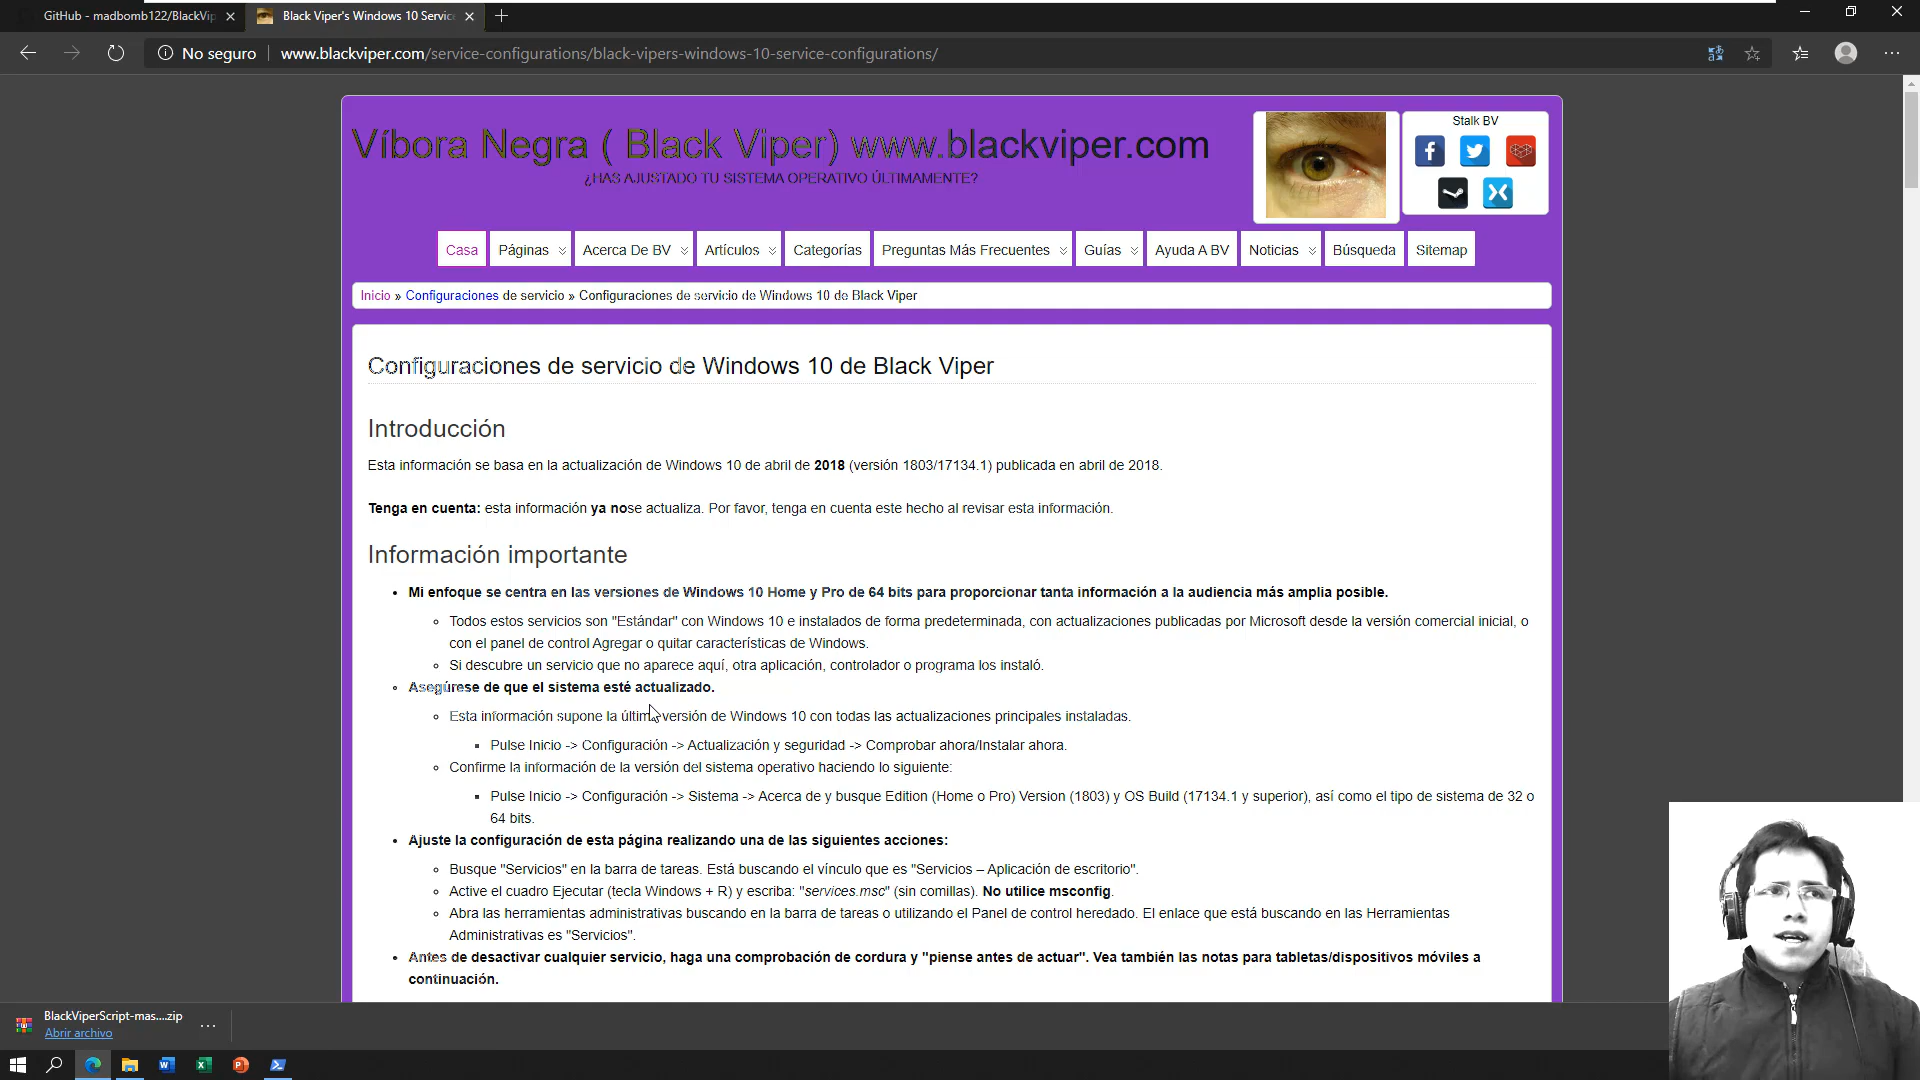 GitHub - madbomb122/BlackVip
Black Viper's Windows 10 Servic
No seguro
www.blackviper.com/service-configurations/black-vipers-windows-10-service-configurations/
Víbora Negra ( Black Viper) www.blackviper.com
¿HAS AJUSTADO TU SISTEMA OPERATIVO ÚLTIMAMENTE?
Stalk BV
Casa Páginas Acerca De BV Artículos Categorías Preguntas Más Frecuentes Guías Ayuda A BV Noticias Búsqueda Sitemap
Inicio » Configuraciones de servicio » Configuraciones de servicio de Windows 10 de Black Viper
Configuraciones de servicio de Windows 10 de Black Viper
Introducción
Esta información se basa en la actualización de Windows 10 de abril de 2018 (versión 1803/17134.1) publicada en abril de 2018.
Tenga en cuenta: esta información ya nose actualiza. Por favor, tenga en cuenta este hecho al revisar esta información.
Información importante
• Mi enfoque se centra en las versiones de Windows 10 Home y Pro de 64 bits para proporcionar tanta información a la audiencia más amplia posible.
Todos estos servicios son "Estándar" con Windows 10 e instalados de forma predeterminada, con actualizaciones publicadas por Microsoft desde la versión comercial inicial, o
con el panel de control Agregar o quitar características de Windows.
Si descubre un servicio que no aparece aquí, otra aplicación, controlador o programa los instaló.
• Asegúrese de que el sistema esté actualizado.
Esta información supone la última versión de Windows 10 con todas las actualizaciones principales instaladas.
Pulse Inicio -> Configuración -> Actualización y seguridad -> Comprobar ahora/Instalar ahora.
Confirme la información de la versión del sistema operativo haciendo lo siguiente:
Pulse Inicio -> Configuración -> Sistema -> Acerca de y busque Edition (Home o Pro) Version (1803) y OS Build (17134.1 y superior), así como el tipo de sistema de 32 o
64 bits.
• Ajuste la configuración de esta página realizando una de las siguientes acciones:
Busque "Servicios" en la barra de tareas. Está buscando el vínculo que es "Servicios – Aplicación de escritorio".
Active el cuadro Ejecutar (tecla Windows + R) y escriba: "services.msc" (sin comillas). No utilice msconfig.
Abra las herramientas administrativas buscando en la barra de tareas o utilizando el Panel de control heredado. El enlace que está buscando en las Herramientas
Administrativas es "Servicios".
• Antes de desactivar cualquier servicio, haga una comprobación de cordura y "piense antes de actuar". Vea también las notas para tabletas/dispositivos móviles a
continuación.
BlackViperScript-mas....zip
Abrir archivo